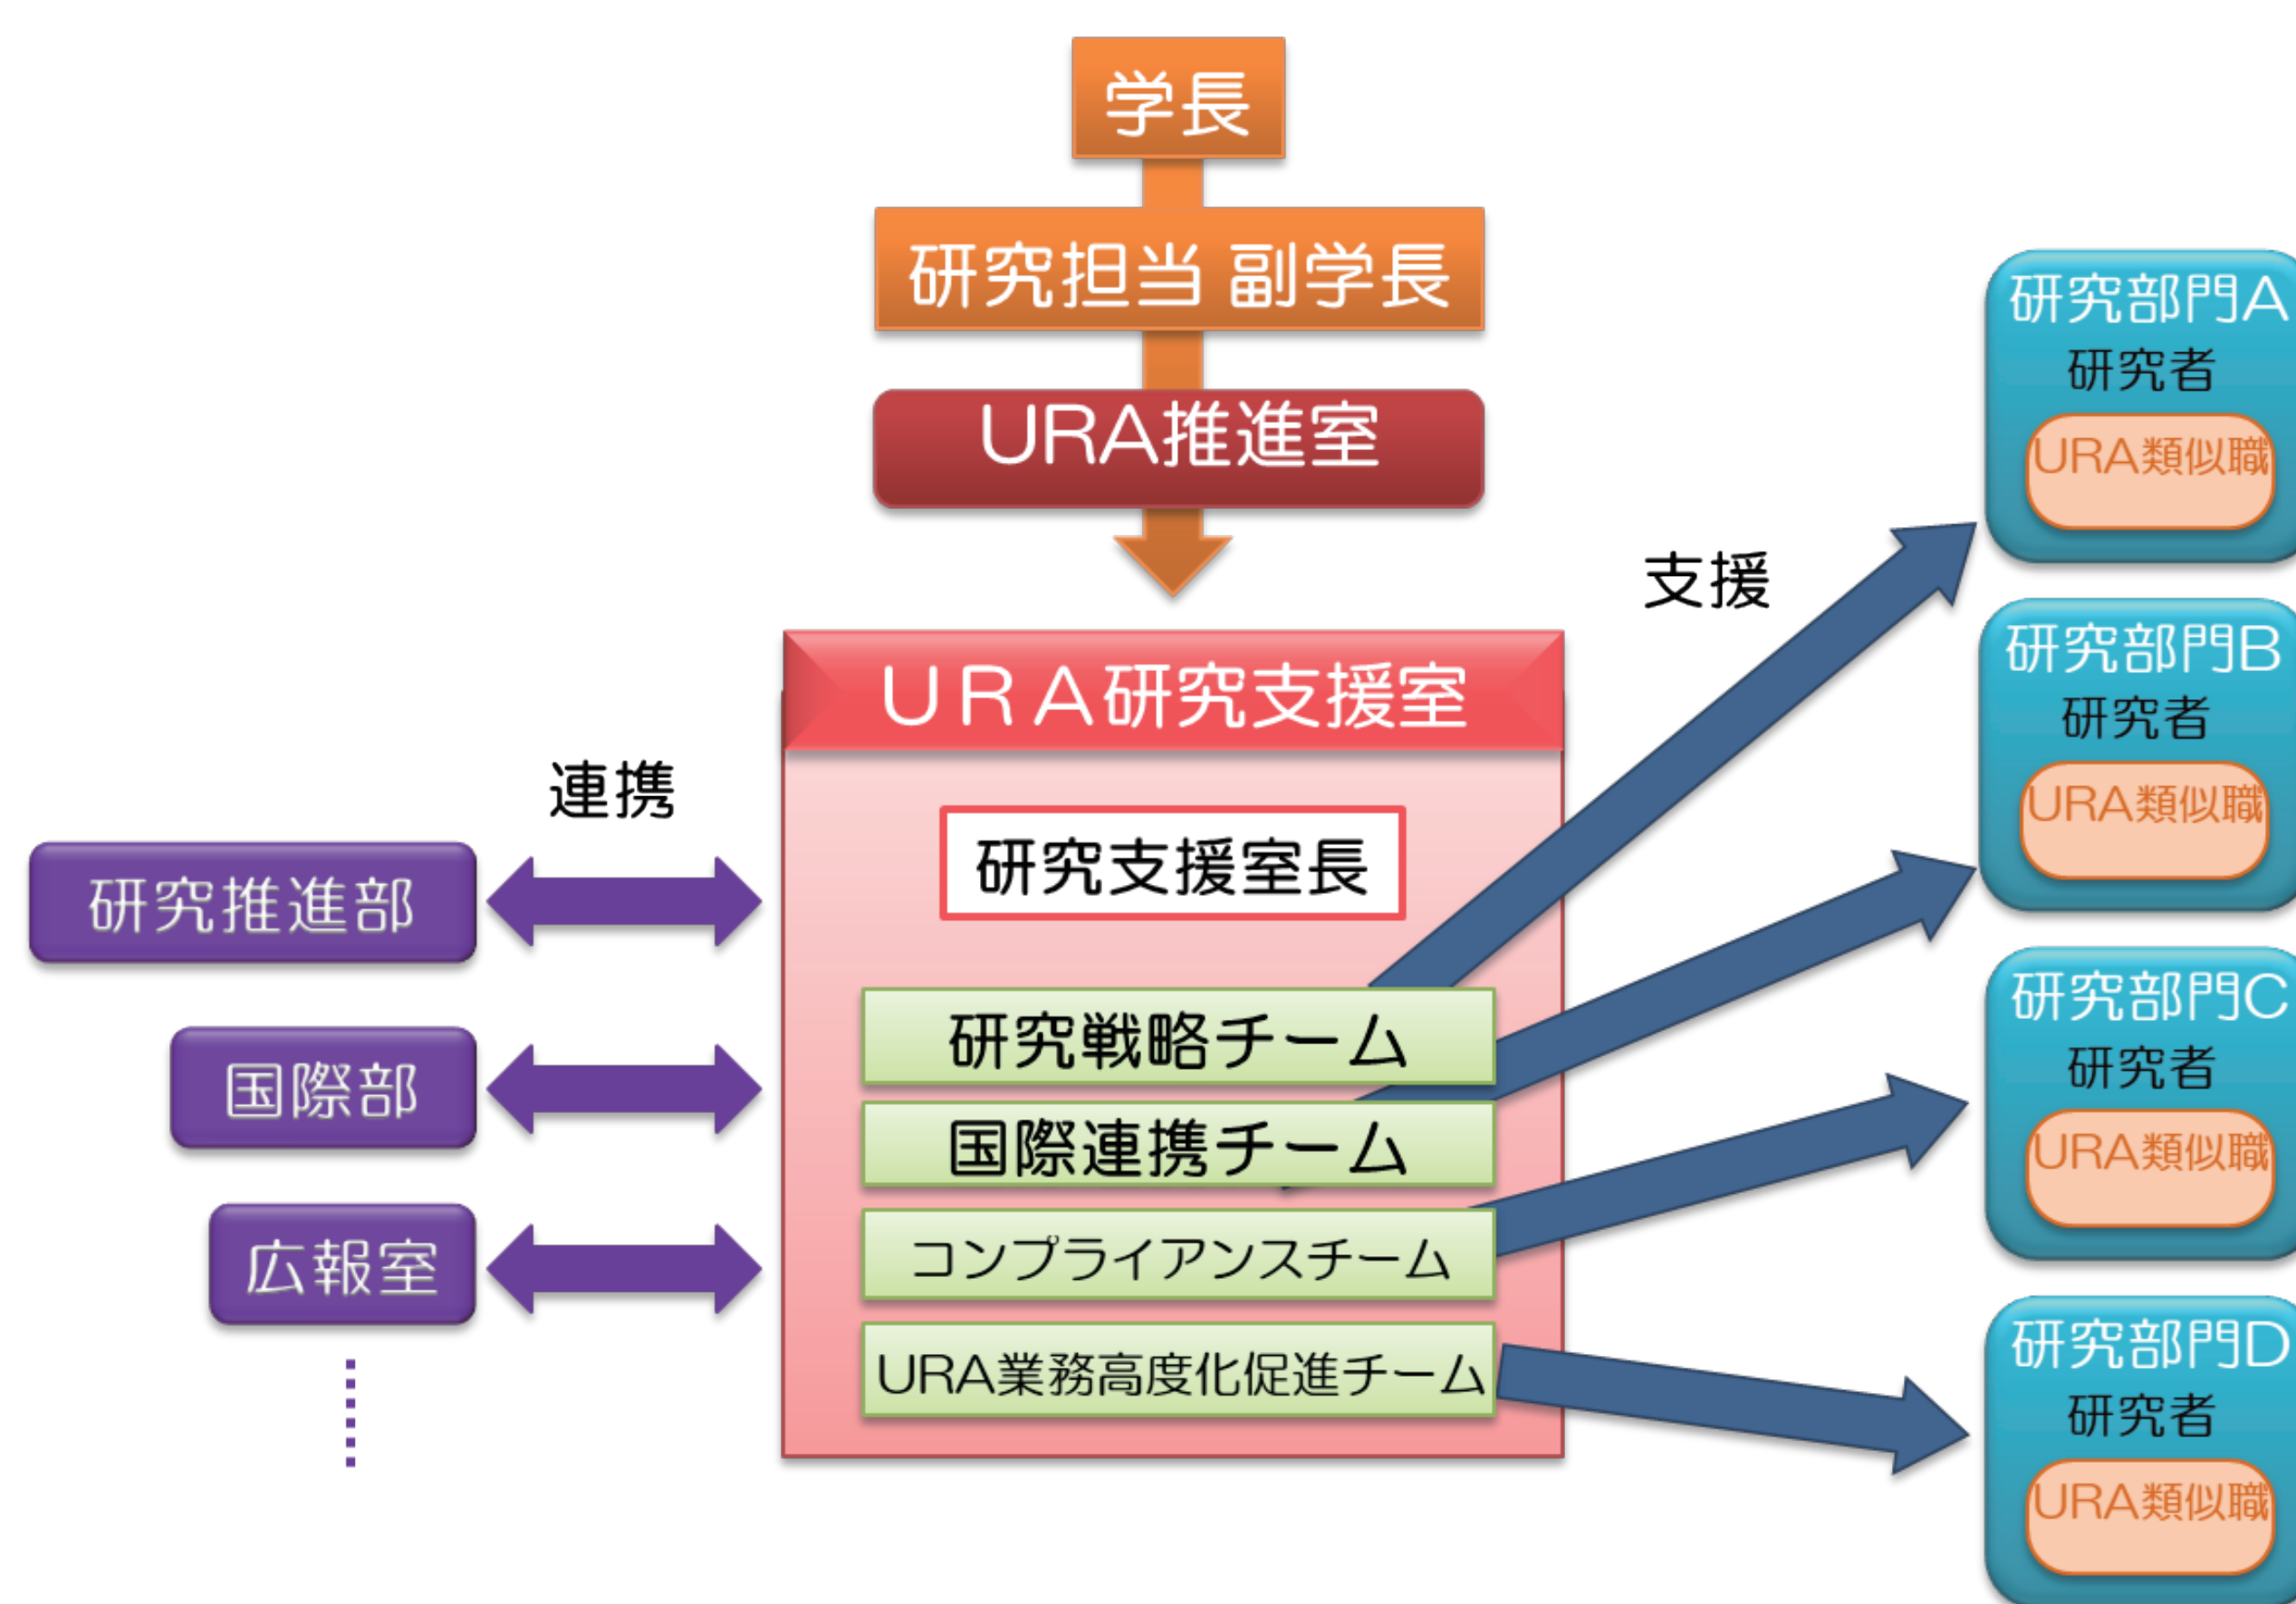 学長
研究担当 副学長
URA推進室
支援
URA研究支援室
連携
研究支援室長
研究推進部
国際部
広報室
研究戦略チーム
国際連携チーム
コンプライアンスチーム
URA業務高度化促進チーム
研究部門A
研究者
URA類似職
研究部門B
研究者
URA類似職
研究部門C
研究者
URA類似職
研究部門D
研究者
URA類似職